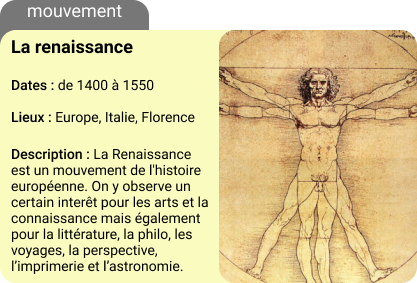 mouvement
La renaissance
Dates : de 1400 à 1550
Lieux : Europe, Italie, Florence
Description : La Renaissance
est un mouvement de l'histoire
européenne. On y observe un
certain interêt pour les arts et la
connaissance mais également
pour la littérature, la philo, les
voyages, la perspective,
l'imprimerie et l'astronomie.